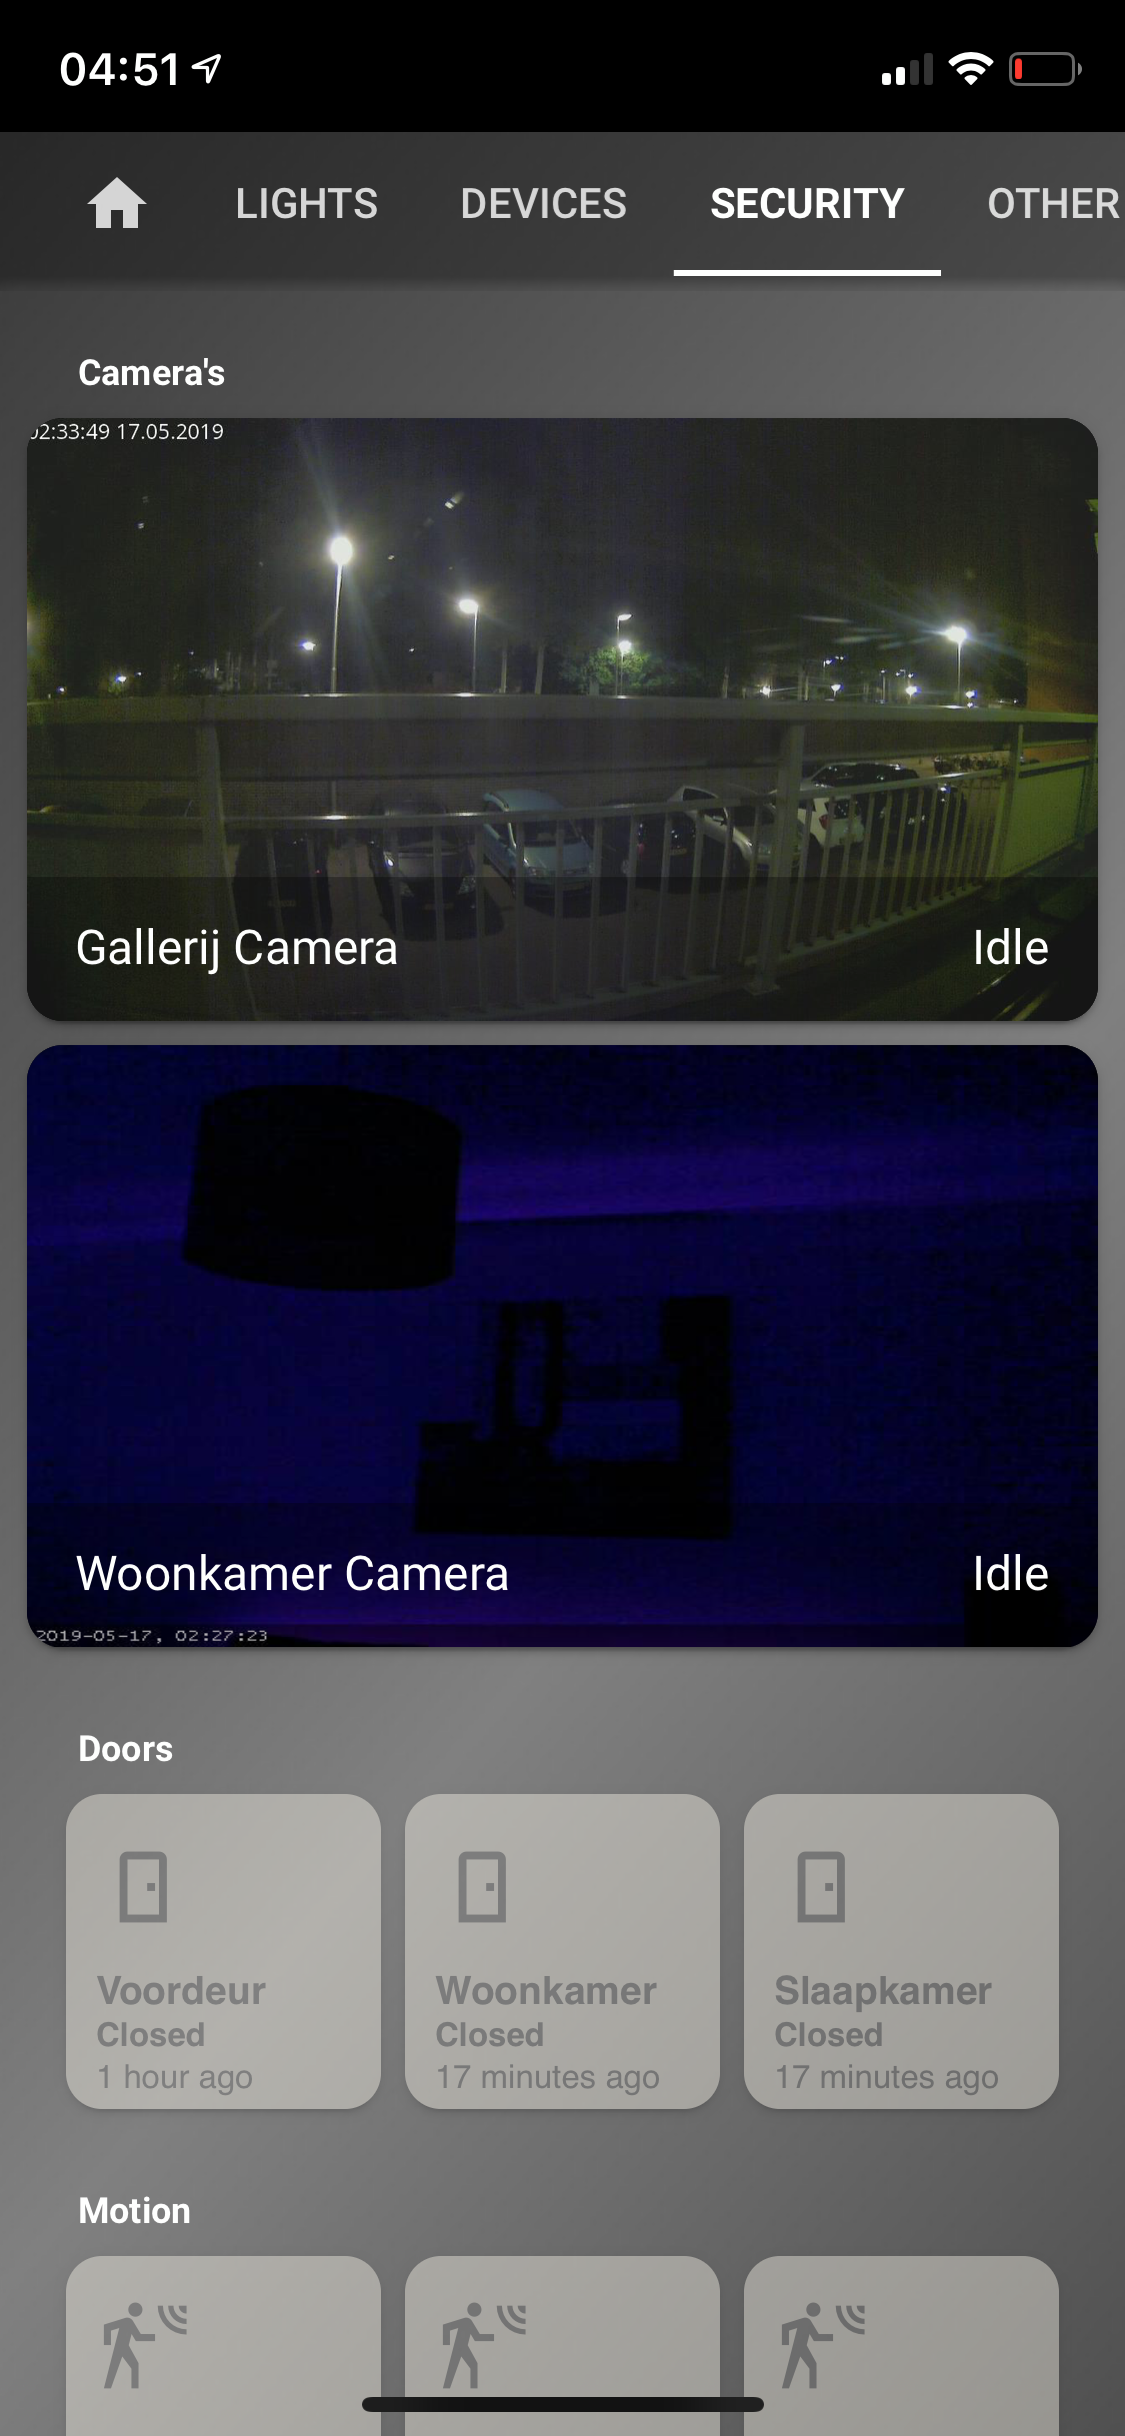 04:51
LIGHTS DEVICES SECURITY OTHER
Camera's
02:33:49 17.05.2019
Gallerij Camera Idle
Woonkamer Camera Idle
2019-05-17, 02:27:23
Doors
Voordeur Woonkamer Slaapkamer
Closed Closed Closed
1 hour ago 17 minutes ago 17 minutes ago
Motion